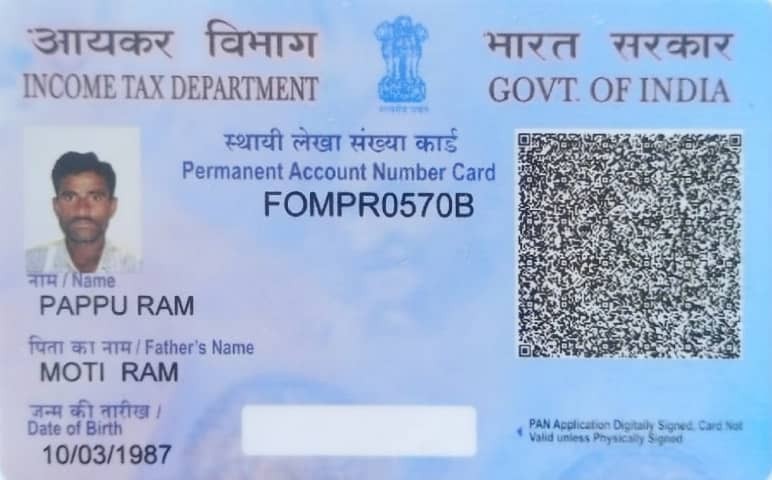 आयकर विभाग
INCOME TAX DEPARTMENT
भारत सरकार
GOVT. OF INDIA
सत्यमेव जयते
स्थायी लेखा संख्या कार्ड
Permanent Account Number Card
FOMPR0570B
नाम / Name
PAPPU RAM
पिता का नाम / Father's Name
MOTI RAM
जन्म की तारीख /
Date of Birth
10/03/1987
PAN Application Digitally Signed, Card Not
Valid unless Physically Signed